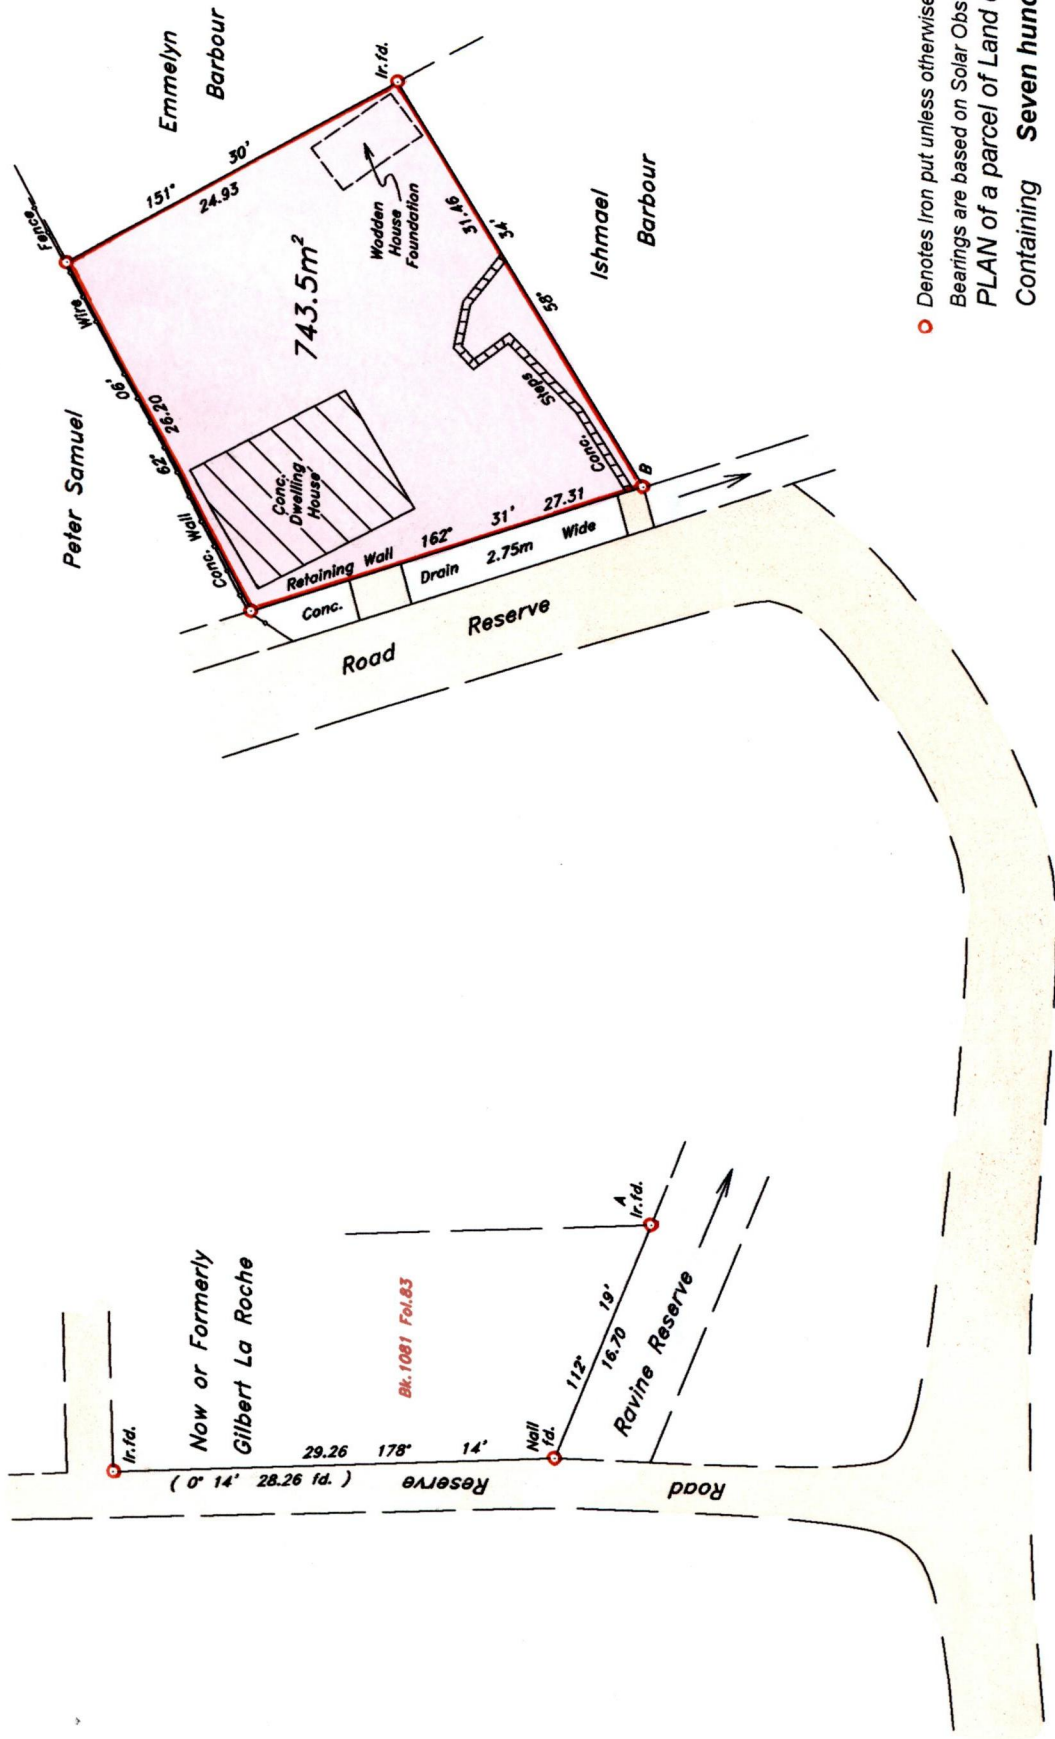 Emmelyn
Barbour
Peter Samuel
Fence
Wire
06'
26.20
62°
Conc. Wall
151°
30'
24.93
Ir.fd.
743.5m²
Wodden
House
Foundation
Conc.
Dwelling
House
31.46
34'
58°
Steps
Conc.
Ishmael
Barbour
B
Retaining Wall
162°
31'
27.31
Conc.
Drain 2.75m Wide
Road Reserve
Now or Formerly
Gilbert La Roche
Bk.1081 Fol.83
Ir.fd.
29.26 178° 14'
( 0° 14' 28.26 fd. )
Reserve
Road
Nail
fd.
112° 19'
16.70
A
Ir.fd.
Ravine Reserve
Denotes Iron put unless otherwise
Bearings are based on Solar Obs
PLAN of a parcel of Land
Containing Seven hund